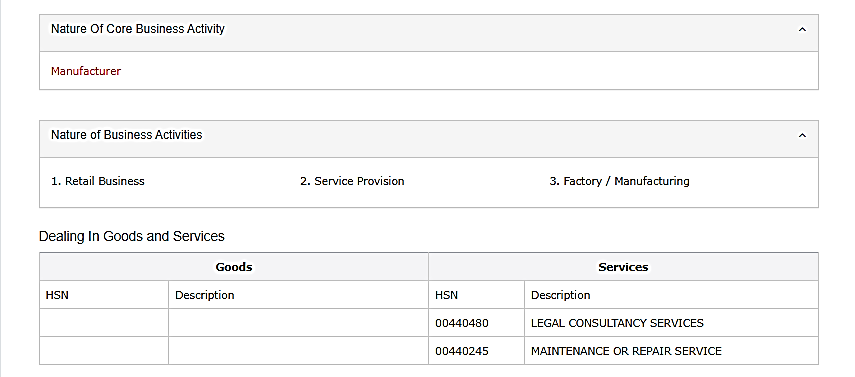 Nature Of Core Business Activity
Manufacturer
Nature of Business Activities
1. Retail Business 2. Service Provision 3. Factory / Manufacturing
Dealing In Goods and Services
Goods Services
HSN Description HSN Description
00440480 LEGAL CONSULTANCY SERVICES
00440245 MAINTENANCE OR REPAIR SERVICE